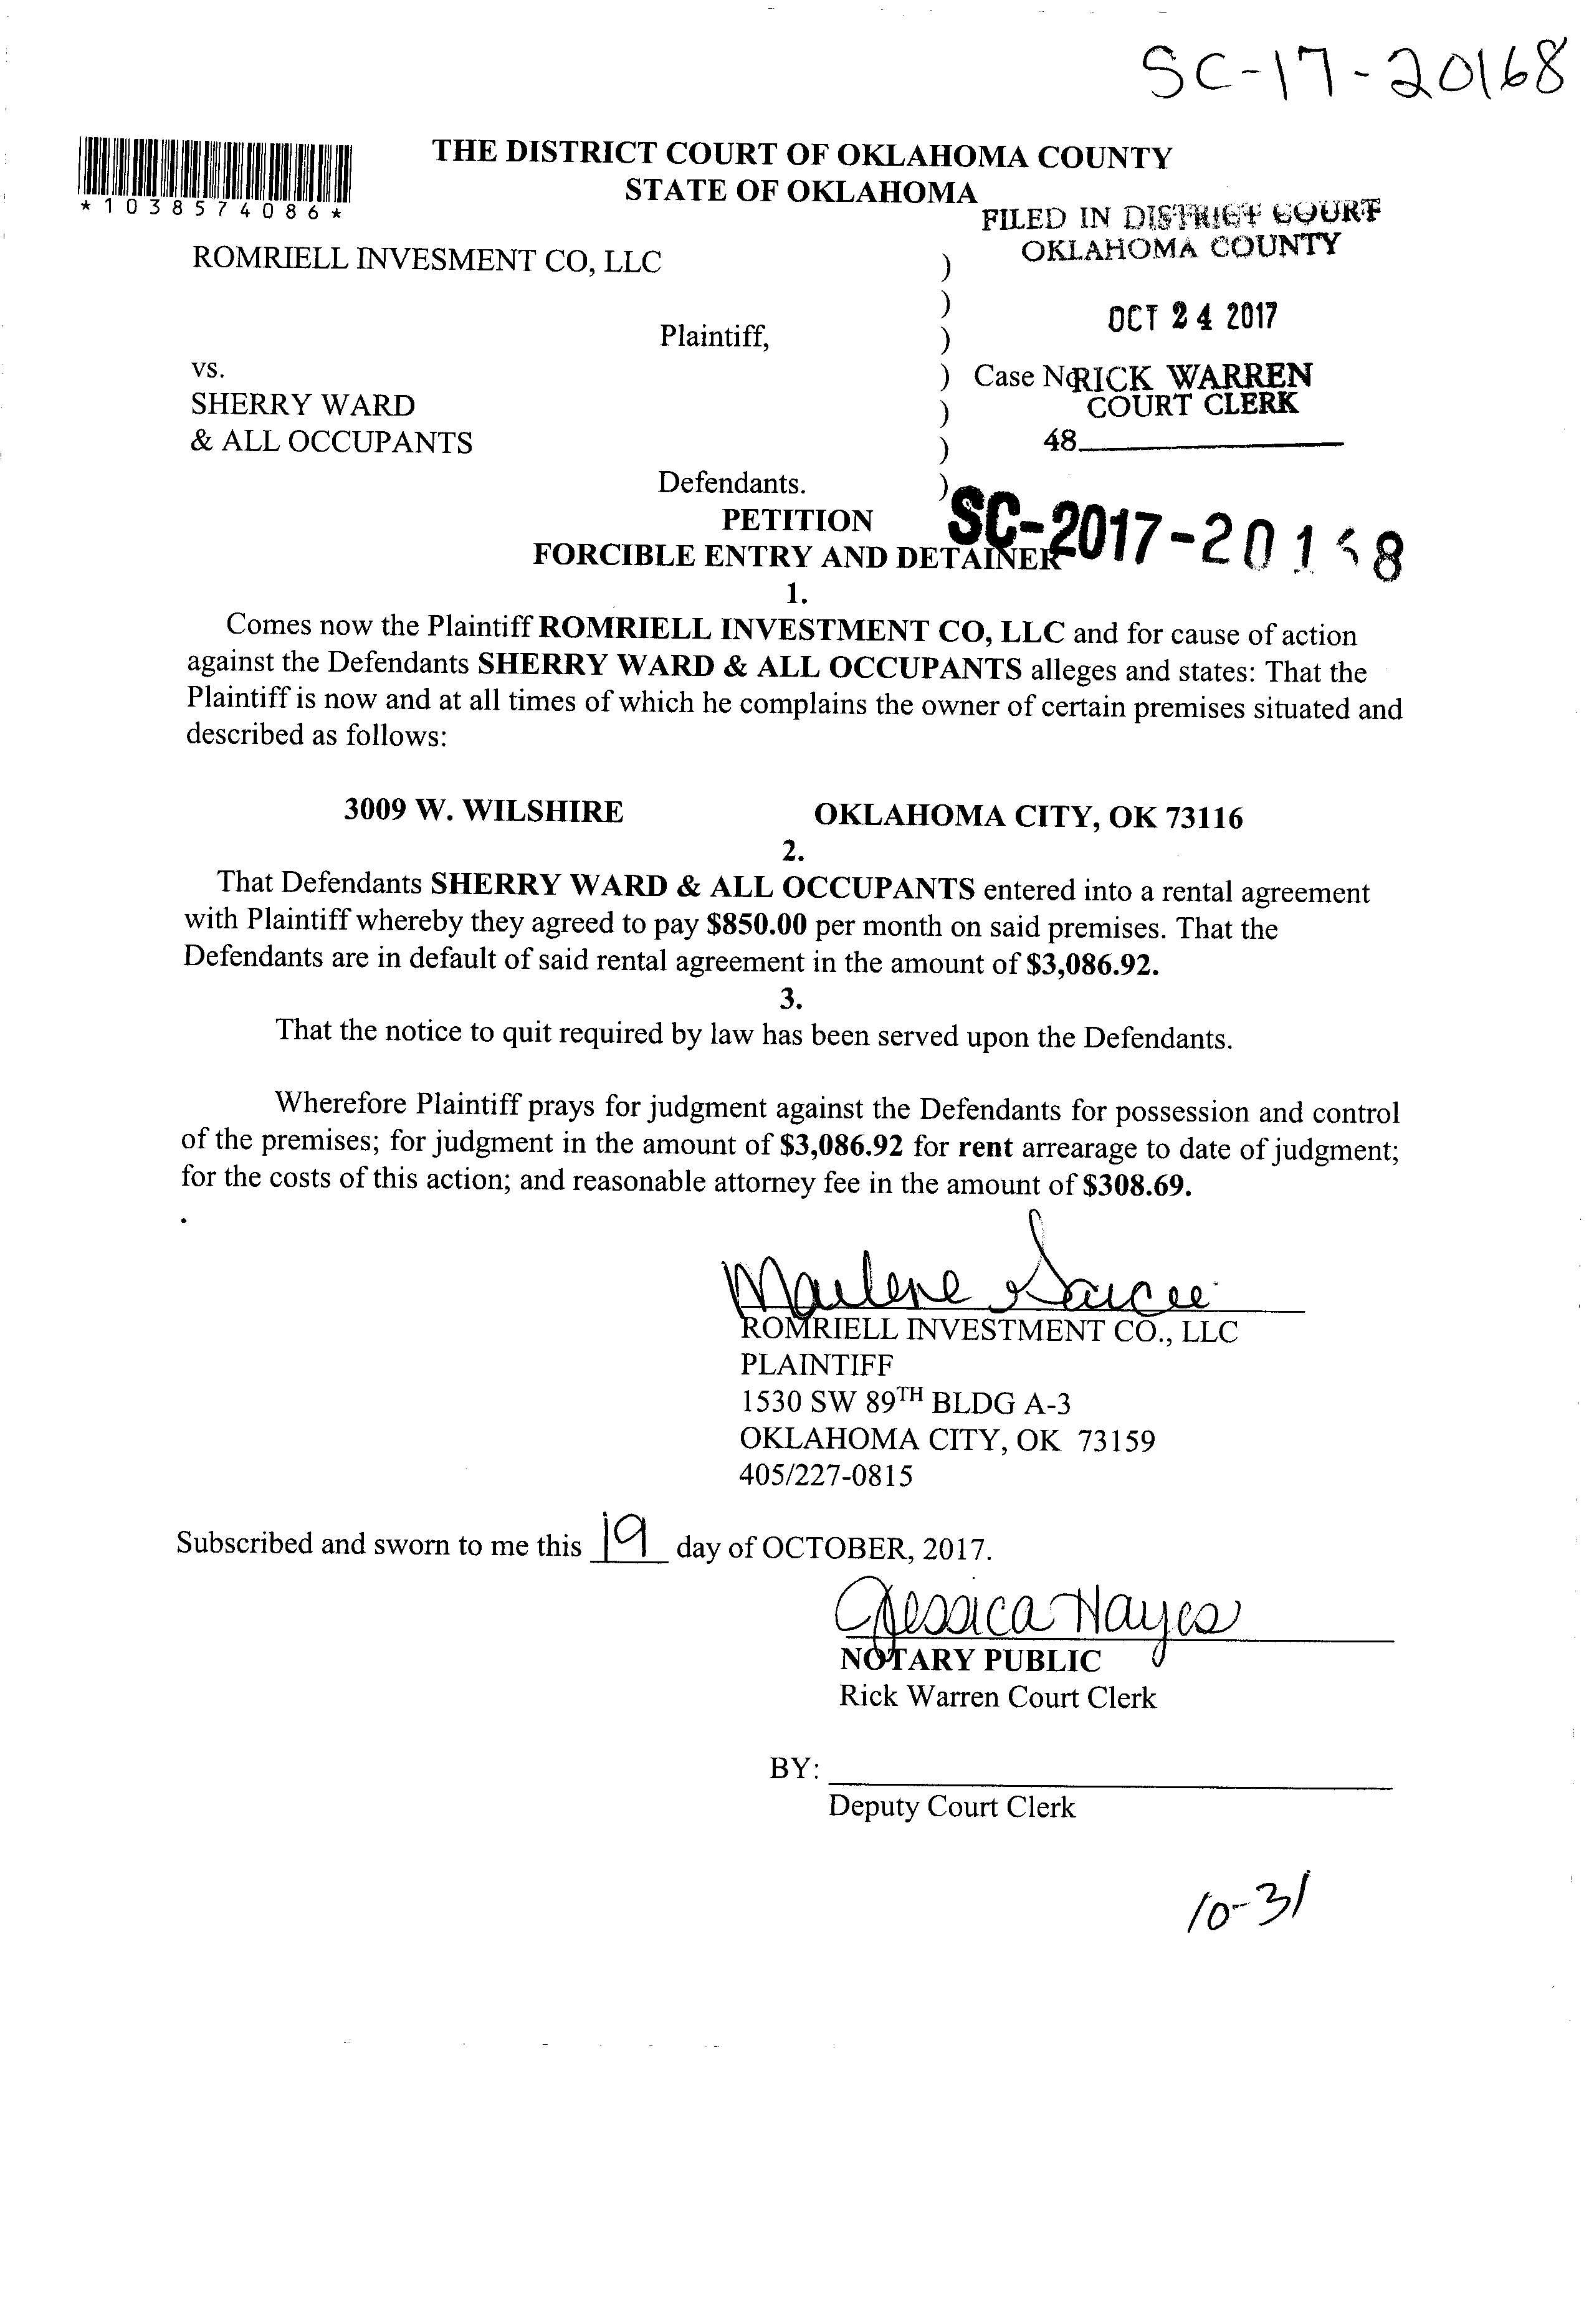 SC-17-20168
THE DISTRICT COURT OF OKLAHOMA COUNTY
STATE OF OKLAHOMA
*1038574086*
FILED IN DISTRICT COURT
OKLAHOMA COUNTY
ROMRIELL INVESMENT CO, LLC )
)
OCT 24 2017
Plaintiff, )
vs. ) Case No RICK WARREN
SHERRY WARD ) COURT CLERK
& ALL OCCUPANTS ) 48
Defendants. )
PETITION SC-2017-20168
FORCIBLE ENTRY AND DETAINER
1.
Comes now the Plaintiff ROMRIELL INVESTMENT CO, LLC and for cause of action
against the Defendants SHERRY WARD & ALL OCCUPANTS alleges and states: That the
Plaintiff is now and at all times of which he complains the owner of certain premises situated and
described as follows:
3009 W. WILSHIRE OKLAHOMA CITY, OK 73116
2.
That Defendants SHERRY WARD & ALL OCCUPANTS entered into a rental agreement
with Plaintiff whereby they agreed to pay $850.00 per month on said premises. That the
Defendants are in default of said rental agreement in the amount of $3,086.92.
3.
That the notice to quit required by law has been served upon the Defendants.
Wherefore Plaintiff prays for judgment against the Defendants for possession and control
of the premises; for judgment in the amount of $3,086.92 for rent arrearage to date of judgment;
for the costs of this action; and reasonable attorney fee in the amount of $308.69.
.
Marlene
ROMRIELL INVESTMENT CO., LLC
PLAINTIFF
1530 SW 89TH BLDG A-3
OKLAHOMA CITY, OK 73159
405/227-0815
Subscribed and sworn to me this 19 day of OCTOBER, 2017.
Jessica Hayes
NOTARY PUBLIC
Rick Warren Court Clerk
BY:
Deputy Court Clerk
10-31